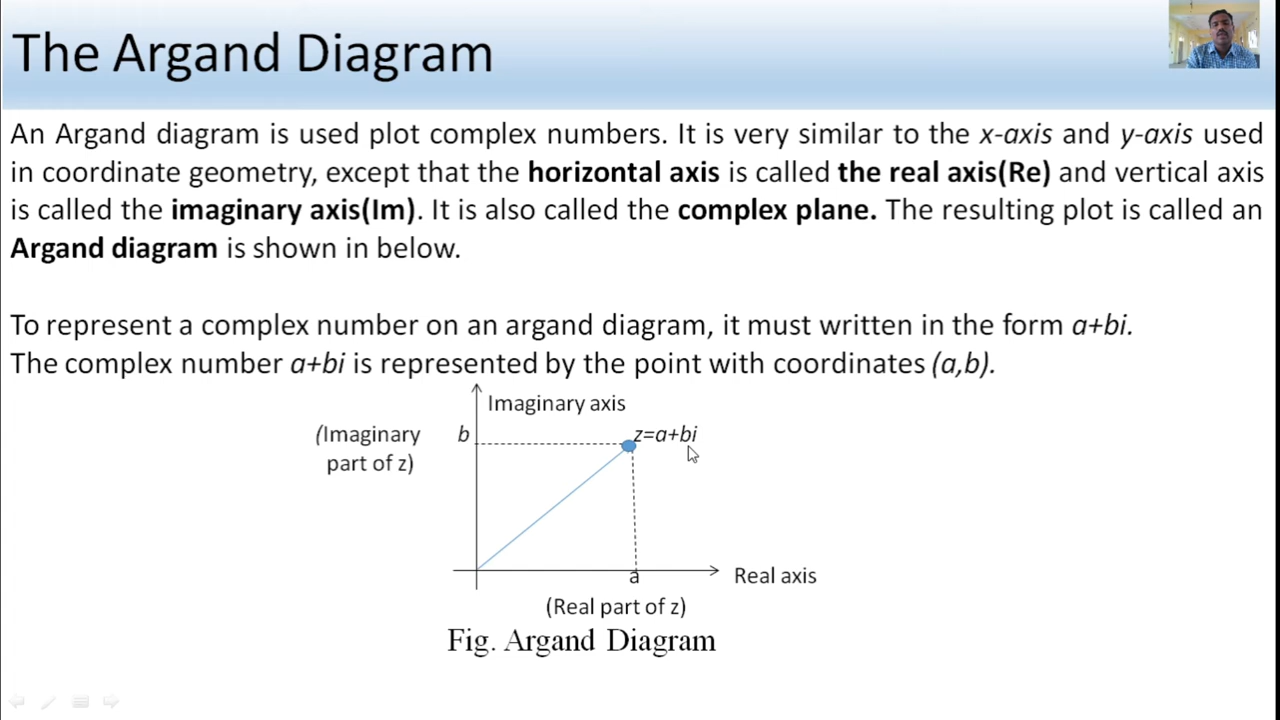 The Argand Diagram
An Argand diagram is used plot complex numbers. It is very similar to the x-axis and y-axis used
in coordinate geometry, except that the horizontal axis is called the real axis(Re) and vertical axis
is called the imaginary axis(Im). It is also called the complex plane. The resulting plot is called an
Argand diagram is shown in below.
To represent a complex number on an argand diagram, it must written in the form a+bi.
The complex number a+bi is represented by the point with coordinates (a,b).
Imaginary axis
(Imaginary
part of z)
b
z=a+bi
a
Real axis
(Real part of z)
Fig. Argand Diagram